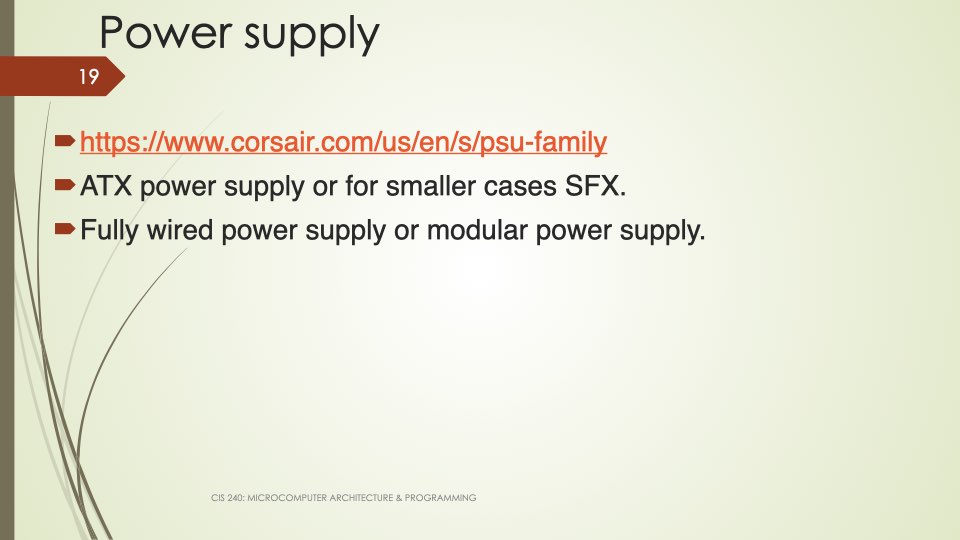 Power supply
19
https://www.corsair.com/us/en/s/psu-family
ATX power supply or for smaller cases SFX.
Fully wired power supply or modular power supply.
CIS 240: MICROCOMPUTER ARCHITECTURE & PROGRAMMING